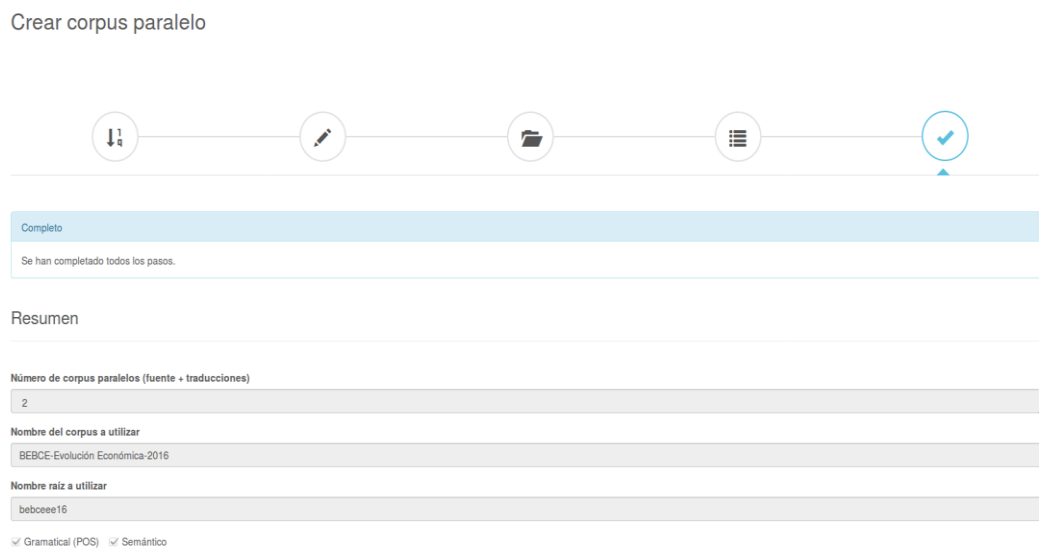 Crear corpus paralelo
Completo
Se han completado todos los pasos.
Resumen
Número de corpus paralelos (fuente + traducciones)
2
Nombre del corpus a utilizar
BEBCE-Evolución Económica-2016
Nombre raíz a utilizar
bebceee16
Gramatical (POS) Semántico